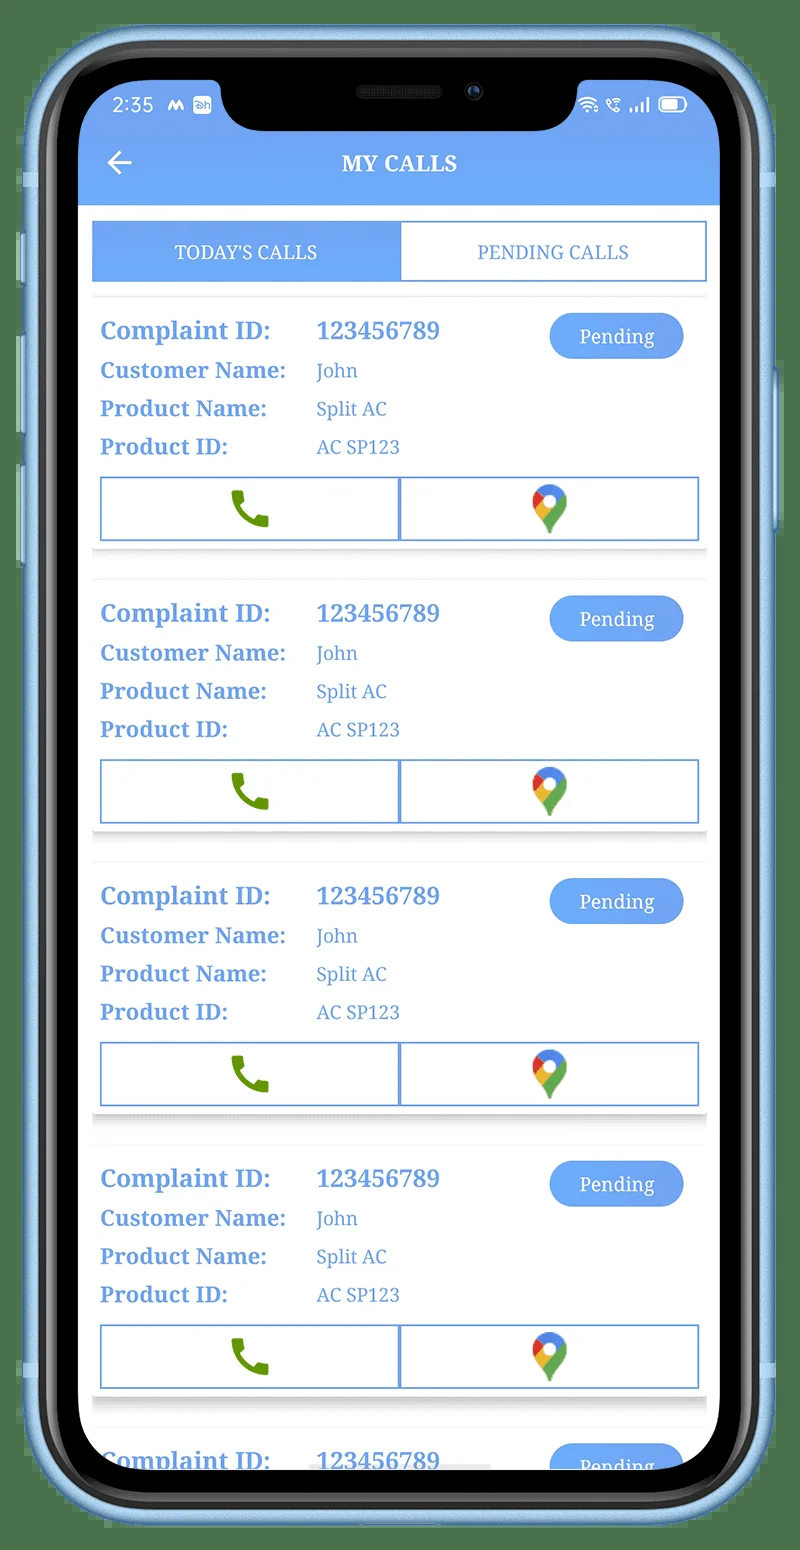 2:35
MY CALLS
TODAY'S CALLS PENDING CALLS
Complaint ID: 123456789 Pending
Customer Name: John
Product Name: Split AC
Product ID: AC SP123
Complaint ID: 123456789 Pending
Customer Name: John
Product Name: Split AC
Product ID: AC SP123
Complaint ID: 123456789 Pending
Customer Name: John
Product Name: Split AC
Product ID: AC SP123
Complaint ID: 123456789 Pending
Customer Name: John
Product Name: Split AC
Product ID: AC SP123
Complaint ID: 123456789 Pending